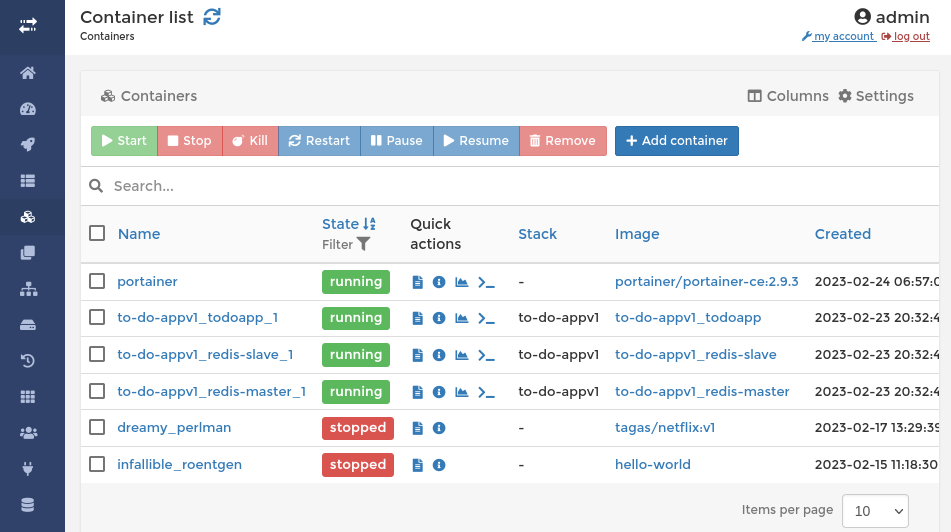 Container list
Containers
admin
my account log out
Containers
Columns Settings
Start Stop Kill Restart Pause Resume Remove Add container
Search...
Name State Filter Quick actions Stack Image Created
portainer running - portainer/portainer-ce:2.9.3 2023-02-24 06:57:
to-do-appv1_todoapp_1 running to-do-appv1 to-do-appv1_todoapp 2023-02-23 20:32:4
to-do-appv1_redis-slave_1 running to-do-appv1 to-do-appv1_redis-slave 2023-02-23 20:32:4
to-do-appv1_redis-master_1 running to-do-appv1 to-do-appv1_redis-master 2023-02-23 20:32:4
dreamy_perlman stopped - tagas/netflix:v1 2023-02-17 13:29:39
infallible_roentgen stopped - hello-world 2023-02-15 11:18:30
Items per page 10